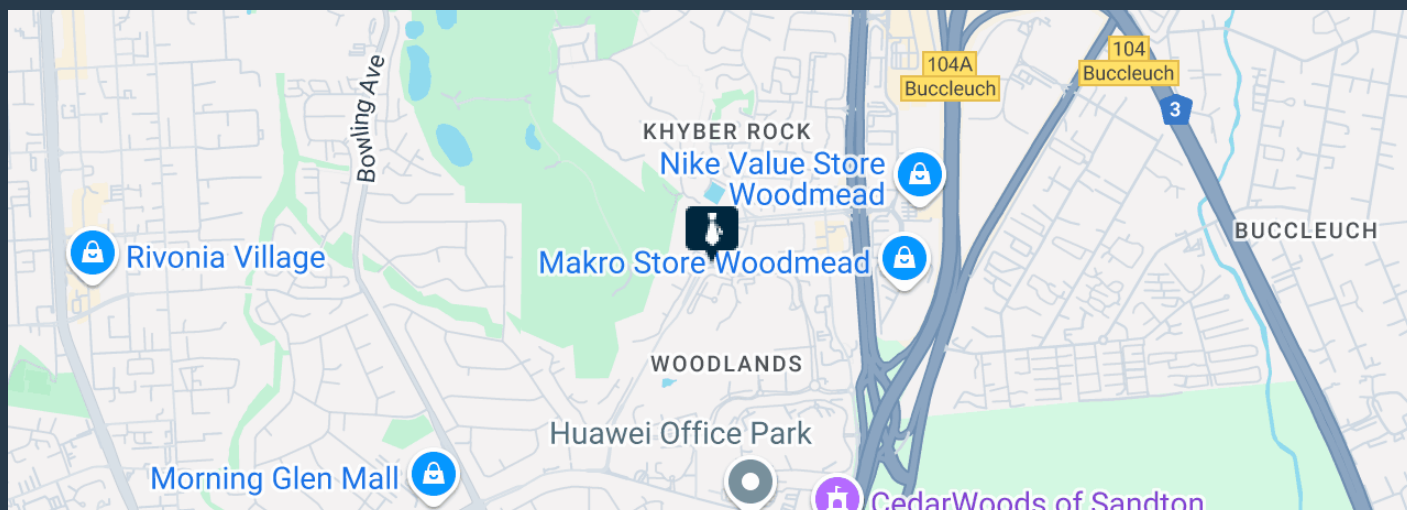 Bowling Ave
104A
Buccleuch
104
Buccleuch
3
KHYBER ROCK
Nike Value Store
Woodmead
BUCCLEUCH
Rivonia Village
Makro Store Woodmead
WOODLANDS
Huawei Office Park
Morning Glen Mall
CedarWoods of Sandton